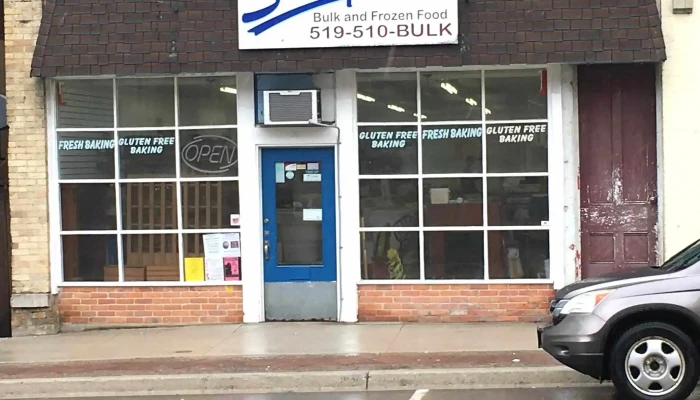 Bulk and Frozen Food
519-510-BULK
FRESH BAKING
GLUTEN FREE
BAKING
OPEN
GLUTEN FREE
BAKING
FRESH BAKING
GLUTEN FREE
BAKING